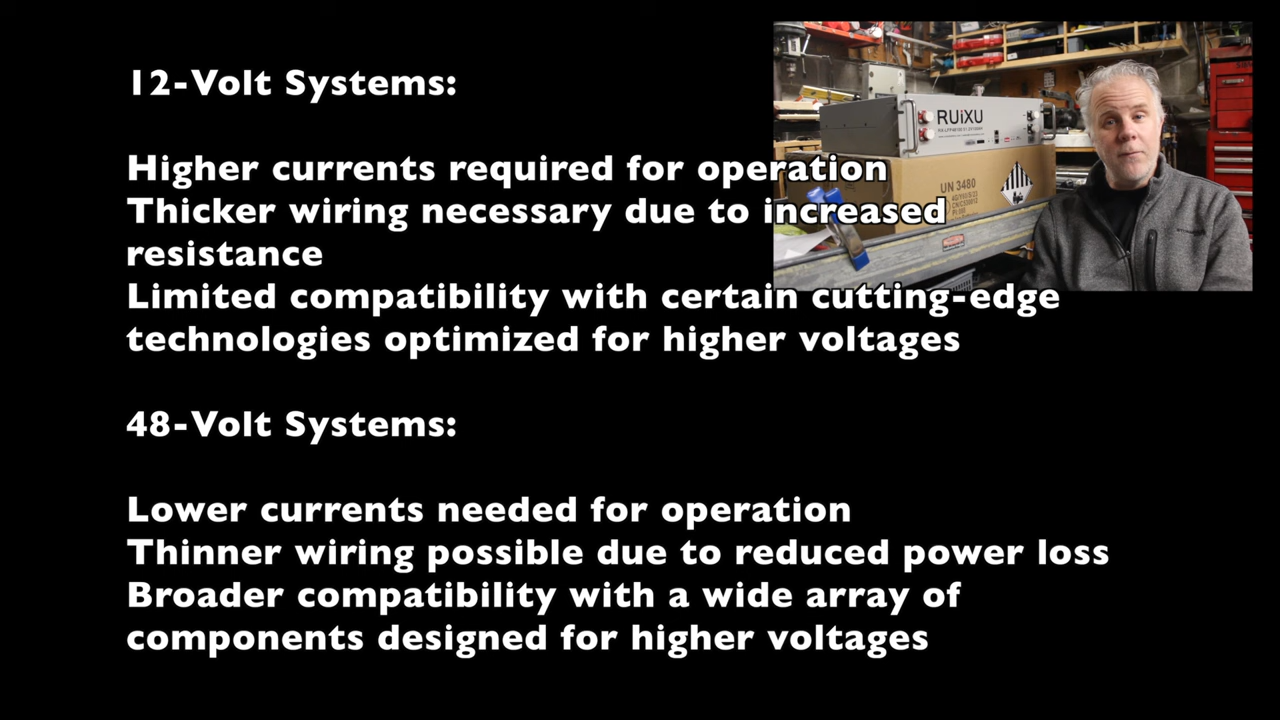 12-Volt Systems:
Higher currents required for operation
Thicker wiring necessary due to increased
resistance
Limited compatibility with certain cutting-edge
technologies optimized for higher voltages
48-Volt Systems:
Lower currents needed for operation
Thinner wiring possible due to reduced power loss
Broader compatibility with a wide array of
components designed for higher voltages
RUiXU
UN 3480